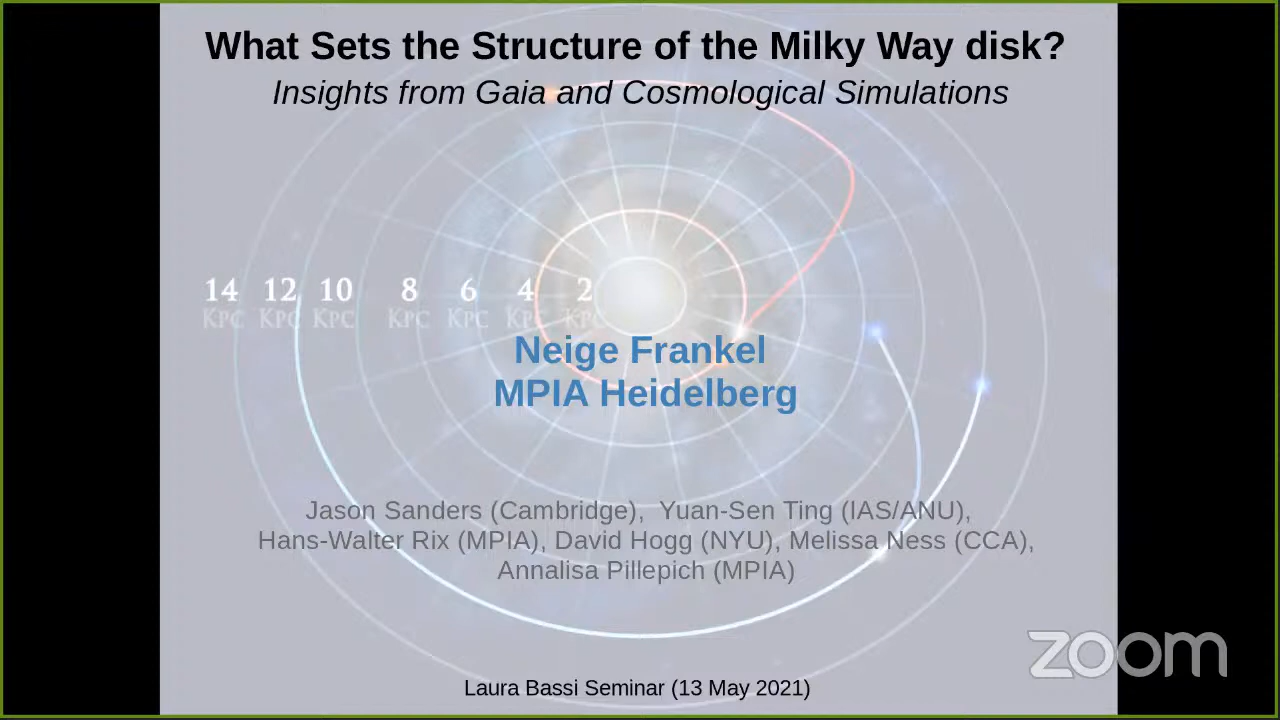 What Sets the Structure of the Milky Way disk?
Insights from Gaia and Cosmological Simulations
14 12 10 8 6 4 2
KPC KPC KPC KPC KPC KPC KPC
Neige Frankel
MPIA Heidelberg
Jason Sanders (Cambridge), Yuan-Sen Ting (IAS/ANU),
Hans-Walter Rix (MPIA), David Hogg (NYU), Melissa Ness (CCA),
Annalisa Pillepich (MPIA)
zoom
Laura Bassi Seminar (13 May 2021)